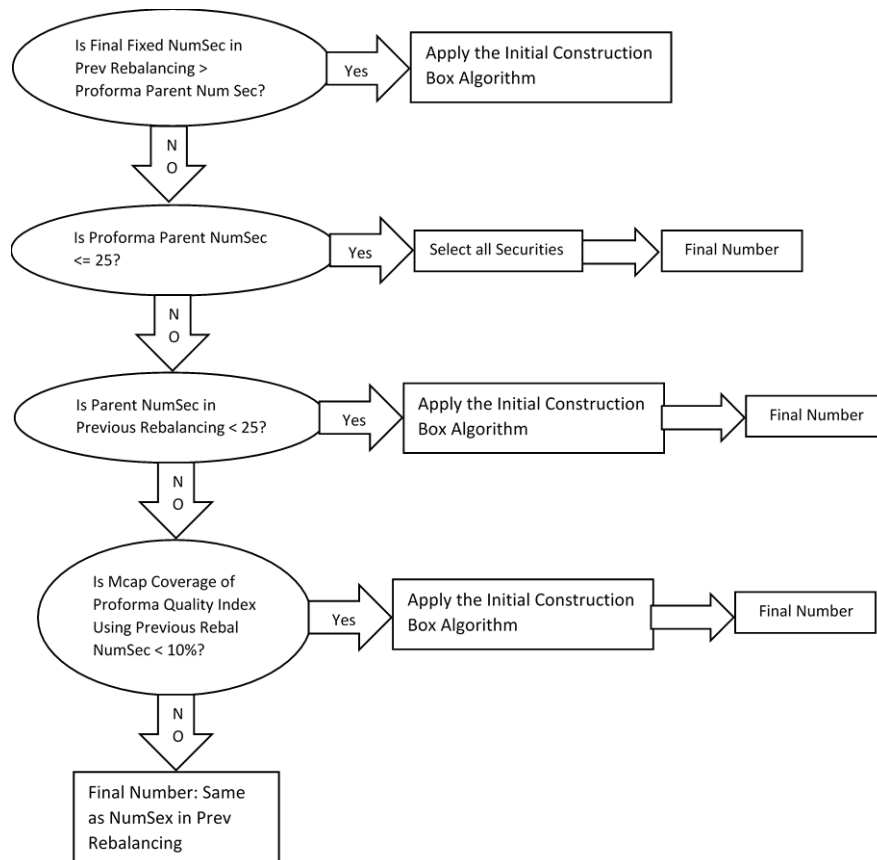 Is Final Fixed NumSec in
Prev Rebalancing >
Proforma Parent Num Sec?
Yes
Apply the Initial Construction
Box Algorithm
N
O
Is Proforma Parent NumSec
<= 25?
Yes
Select all Securities
Final Number
N
O
Is Parent NumSec in
Previous Rebalancing < 25?
Yes
Apply the Initial Construction
Box Algorithm
Final Number
N
O
Is Mcap Coverage of
Proforma Quality Index
Using Previous Rebal
NumSec < 10%?
Yes
Apply the Initial Construction
Box Algorithm
Final Number
N
O
Final Number: Same
as NumSex in Prev
Rebalancing